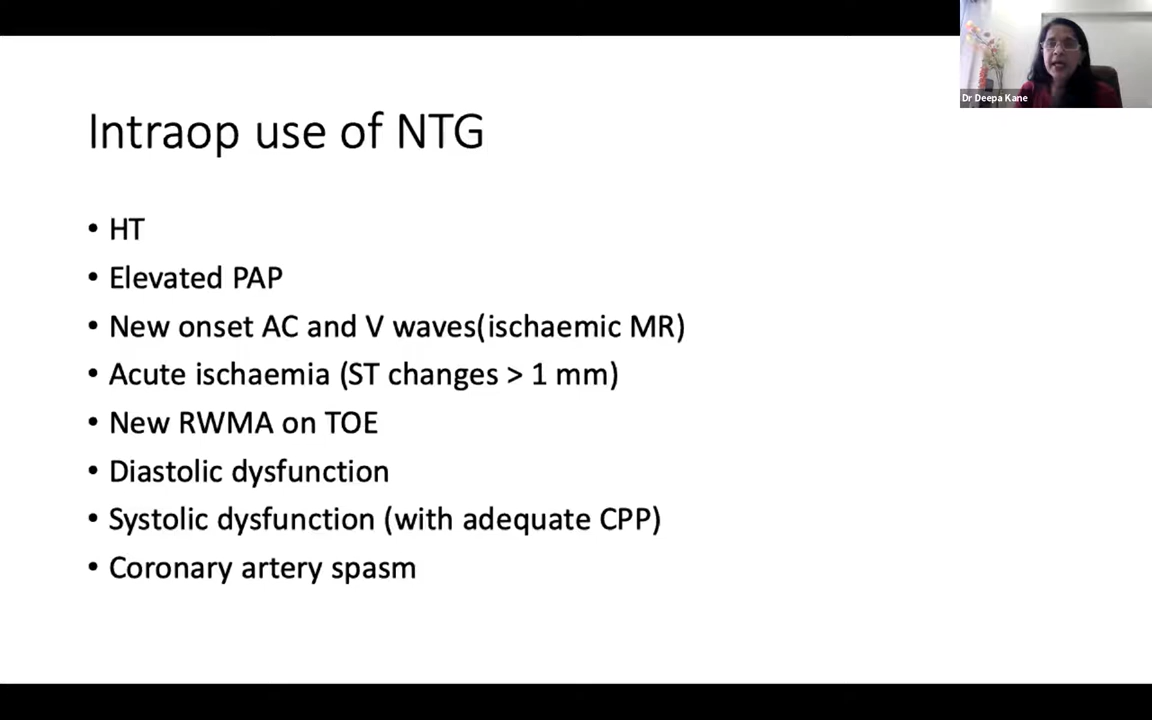 Dr Deepa Kane
Intraop use of NTG
• HT
• Elevated PAP
• New onset AC and V waves(ischaemic MR)
• Acute ischaemia (ST changes > 1 mm)
• New RWMA on TOE
• Diastolic dysfunction
• Systolic dysfunction (with adequate CPP)
• Coronary artery spasm